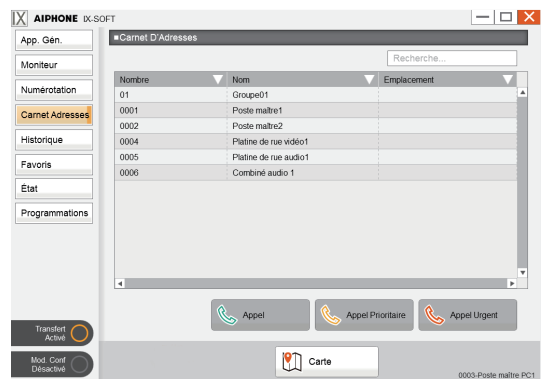 IX AIPHONE IX-SOFT
App. Gén.
Moniteur
Numérotation
Carnet Adresses
Historique
Favoris
État
Programmations
Transfert
Activé
Mod. Conf
Désactivé
■Carnet D'Adresses
Recherche...
Nombre Nom Emplacement
01 Groupe01
0001 Poste maître1
0002 Poste maître2
0004 Platine de rue vidéo1
0005 Platine de rue audio1
0006 Combiné audio 1
Appel Appel Prioritaire Appel Urgent
Carte
0003-Poste maître PC1